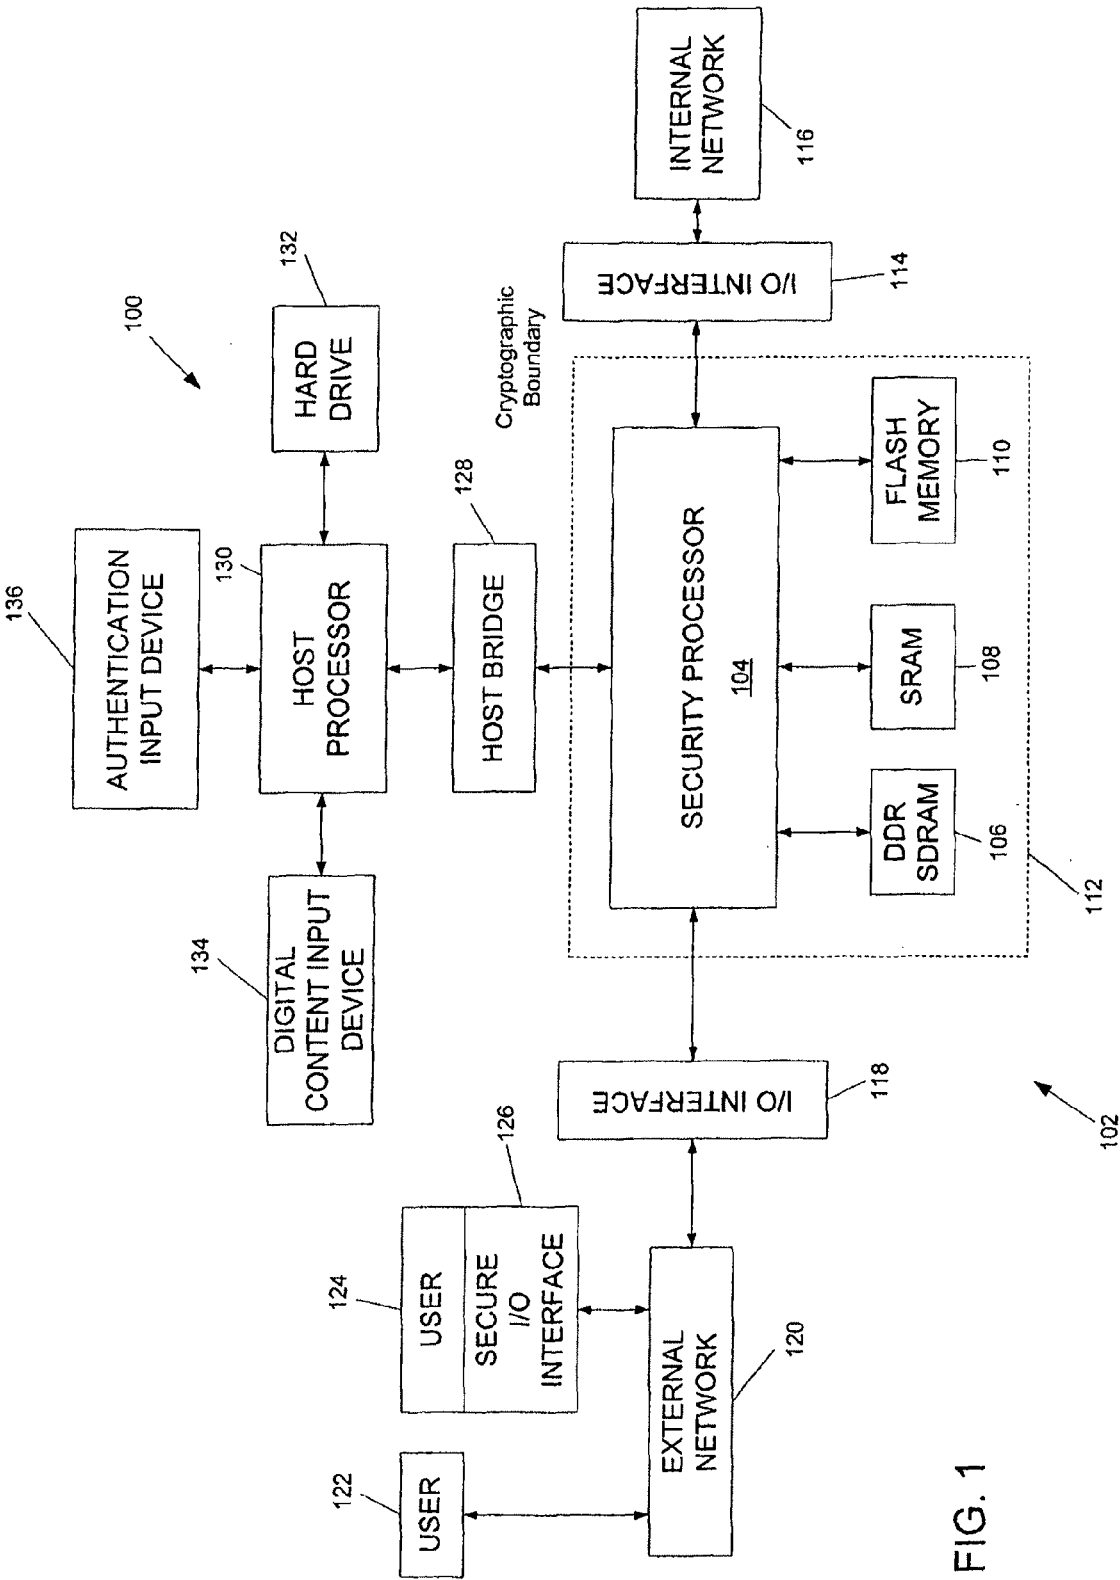 136
AUTHENTICATION
INPUT DEVICE
100
132
HARD
DRIVE
130
HOST
PROCESSOR
134
DIGITAL
CONTENT INPUT
DEVICE
128
HOST BRIDGE
Cryptographic
Boundary
122
USER
124
USER
126
SECURE
I/O
INTERFACE
EXTERNAL
NETWORK
120
I/O INTERFACE
118
SECURITY PROCESSOR
104
I/O INTERFACE
114
INTERNAL
NETWORK
116
DDR
SDRAM
106
SRAM
108
FLASH
MEMORY
110
112
102
FIG. 1